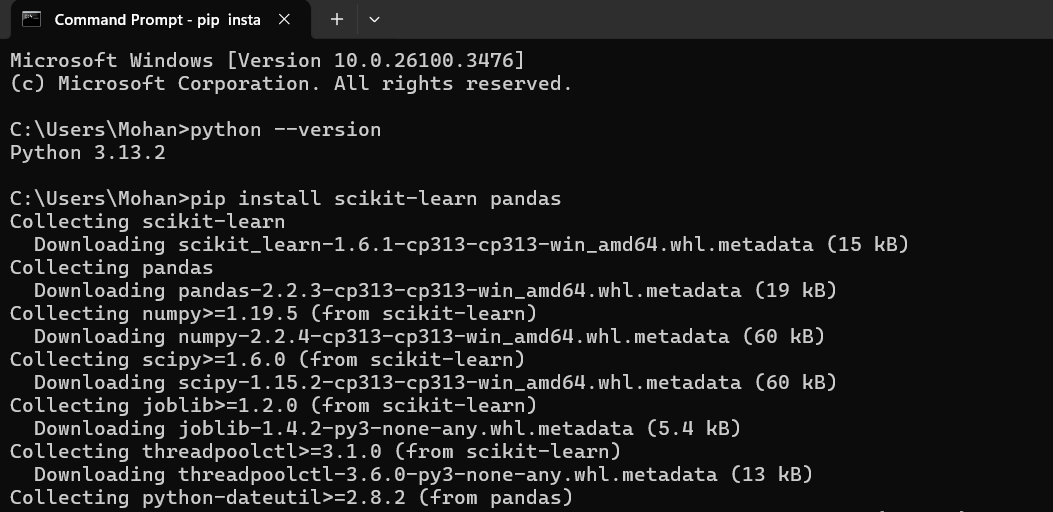 Command Prompt - pip insta
Microsoft Windows [Version 10.0.26100.3476]
(c) Microsoft Corporation. All rights reserved.
C:\Users\Mohan>python --version
Python 3.13.2
C:\Users\Mohan>pip install scikit-learn pandas
Collecting scikit-learn
  Downloading scikit_learn-1.6.1-cp313-cp313-win_amd64.whl.metadata (15 kB)
Collecting pandas
  Downloading pandas-2.2.3-cp313-cp313-win_amd64.whl.metadata (19 kB)
Collecting numpy>=1.19.5 (from scikit-learn)
  Downloading numpy-2.2.4-cp313-cp313-win_amd64.whl.metadata (60 kB)
Collecting scipy>=1.6.0 (from scikit-learn)
  Downloading scipy-1.15.2-cp313-cp313-win_amd64.whl.metadata (60 kB)
Collecting joblib>=1.2.0 (from scikit-learn)
  Downloading joblib-1.4.2-py3-none-any.whl.metadata (5.4 kB)
Collecting threadpoolctl>=3.1.0 (from scikit-learn)
  Downloading threadpoolctl-3.6.0-py3-none-any.whl.metadata (13 kB)
Collecting python-dateutil>=2.8.2 (from pandas)